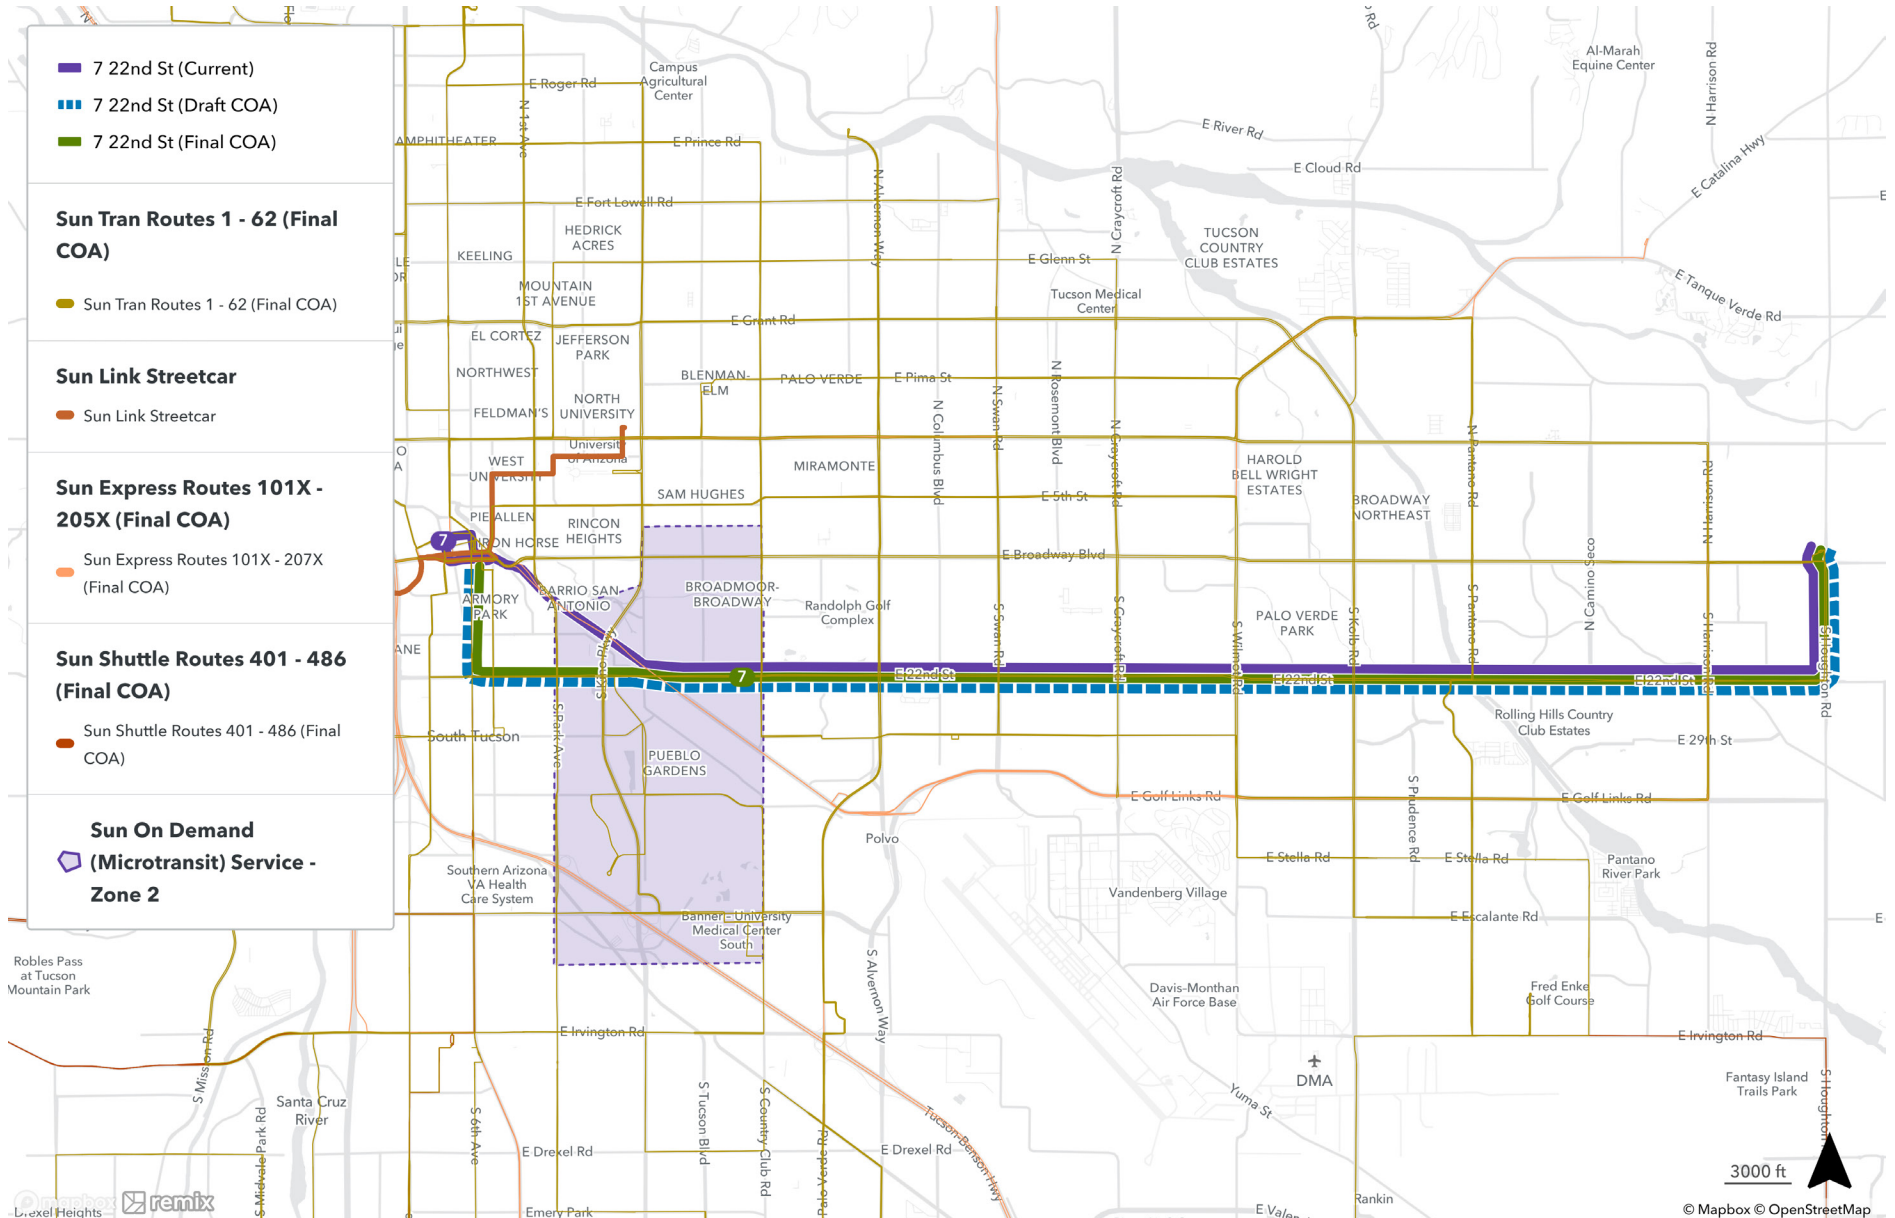 7 22nd St (Current)
7 22nd St (Draft COA)
7 22nd St (Final COA)
Sun Tran Routes 1 - 62 (Final
COA)
Sun Tran Routes 1 - 62 (Final COA)
Sun Link Streetcar
Sun Link Streetcar
Sun Express Routes 101X -
205X (Final COA)
Sun Express Routes 101X - 207X
(Final COA)
Sun Shuttle Routes 401 - 486
(Final COA)
Sun Shuttle Routes 401 - 486 (Final
COA)
Sun On Demand
(Microtransit) Service -
Zone 2
Campus
Agricultural
Center
E Roger Rd
N 1st Ave
AMPHITHEATER
E Prince Rd
E River Rd
E Cloud Rd
Al-Marah
Equine Center
N Harrison Rd
E Catalina Hwy
E Fort Lowell Rd
N Alvernon Way
N Craycroft Rd
HEDRICK
ACRES
KEELING
E Glenn St
TUCSON
COUNTRY
CLUB ESTATES
MOUNTAIN
1ST AVENUE
Tucson Medical
Center
E Tanque Verde Rd
E Grant Rd
EL CORTEZ
JEFFERSON
PARK
NORTHWEST
BLENMAN-
ELM
PALO VERDE
E Pima St
FELDMAN'S
NORTH
UNIVERSITY
N Columbus Blvd
N Swan Rd
N Rosemont Blvd
N Craycroft Rd
N Pantano Rd
N Harrison Rd
University
of Arizona
WEST
UNIVERSITY
MIRAMONTE
HAROLD
BELL WRIGHT
ESTATES
SAM HUGHES
E 5th St
BROADWAY
NORTHEAST
PIE ALLEN
RINCON
HEIGHTS
IRON HORSE
7
E Broadway Blvd
N Camino Seco
BARRIO SAN
ANTONIO
ARMORY
PARK
BROADMOOR-
BROADWAY
Randolph Golf
Complex
PALO VERDE
PARK
S Swan Rd
S Craycroft Rd
S Wilmot Rd
S Kolb Rd
S Pantano Rd
S Harrison Rd
S Houghton Rd
7
E 22nd St
E 22nd St
E 22nd St
S Park Ave
South Tucson
PUEBLO
GARDENS
Rolling Hills Country
Club Estates
E 29th St
E Golf Links Rd
E Golf Links Rd
S Prudence Rd
Polvo
E Stella Rd
E Stella Rd
Pantano
River Park
Southern Arizona
VA Health
Care System
Vandenberg Village
Banner - University
Medical Center
South
E Escalante Rd
Robles Pass
at Tucson
Mountain Park
S Alvernon Way
Davis-Monthan
Air Force Base
Fred Enke
Golf Course
E Irvington Rd
E Irvington Rd
S Mission Rd
DMA
Fantasy Island
Trails Park
Santa Cruz
River
S Midvale Park Rd
S 6th Ave
S Tucson Blvd
S Country Club Rd
Palo Verde Rd
Tucson-Benson Hwy
Yuma St
S Houghton
E Drexel Rd
E Drexel Rd
3000 ft
mapbox
remix
Drexel Heights
Emery Park
Rankin
© Mapbox © OpenStreetMap